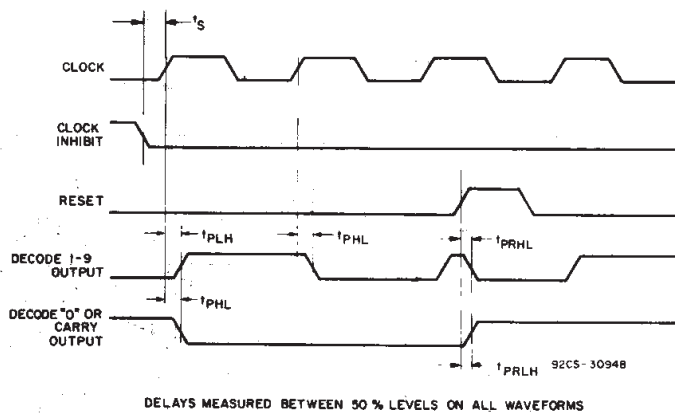 tS
CLOCK
CLOCK
INHIBIT
RESET
tPLH
tPHL
tPRHL
DECODE 1-9
OUTPUT
tPHL
DECODE "0" OR
CARRY
OUTPUT
tPRLH
92CS-30948
DELAYS MEASURED BETWEEN 50 % LEVELS ON ALL WAVEFORMS